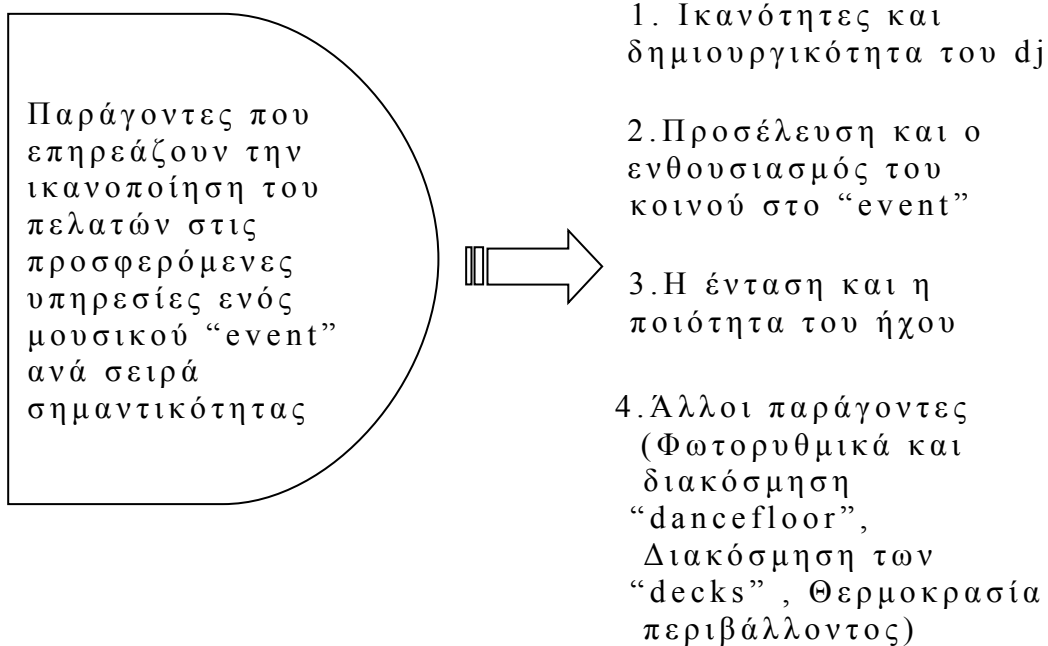 Παράγοντες που
επηρεάζουν την
ικανοποίηση του
πελατών στις
προσφερόμενες
υπηρεσίες ενός
μουσικού “event”
ανά σειρά
σημαντικότητας
1. Ικανότητες και
δημιουργικότητα του dj
2.Προσέλευση και ο
ενθουσιασμός του
κοινού στο “event”
3.Η ένταση και η
ποιότητα του ήχου
4.Άλλοι παράγοντες
(Φωτορυθμικά και
διακόσμηση
“dancefloor”,
Διακόσμηση των
“decks” , Θερμοκρασία
περιβάλλοντος)